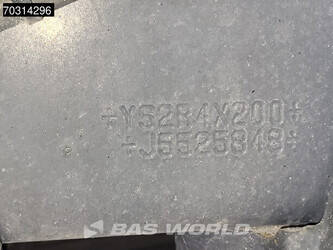 70314296
+YS2R4X200+
+J5525848+
BAS WORLD